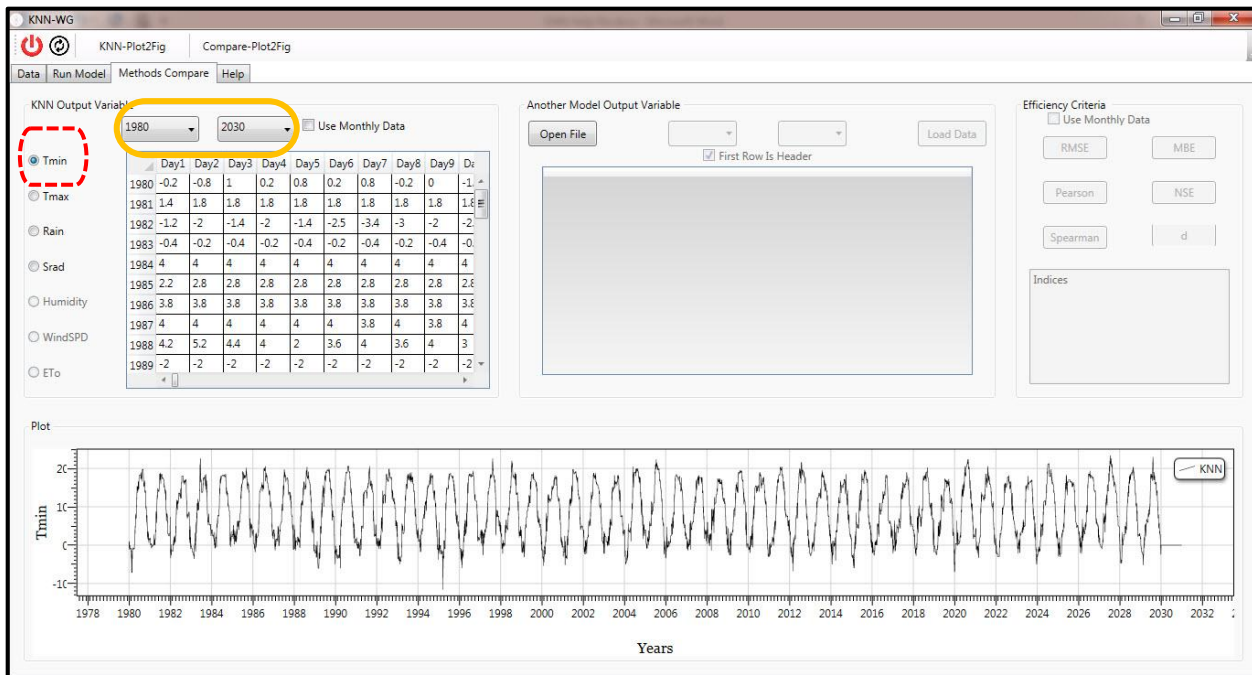 KNN-WG
KNN-Plot2Fig Compare-Plot2Fig
Data Run Model Methods Compare Help
KNN Output Variable
1980 2030 Use Monthly Data
Tmin
Tmax
Rain
Srad
Humidity
WindSPD
ETo
Day1 Day2 Day3 Day4 Day5 Day6 Day7 Day8 Day9 Da
1980 -0.2 -0.8 1 0.2 0.8 0.2 0.8 -0.2 0 -1.
1981 1.4 1.8 1.8 1.8 1.8 1.8 1.8 1.8 1.8 1.8
1982 -1.2 -2 -1.4 -2 -1.4 -2.5 -3.4 -3 -2 -2.
1983 -0.4 -0.2 -0.4 -0.2 -0.4 -0.2 -0.4 -0.2 -0.4 -0.
1984 4 4 4 4 4 4 4 4 4 4
1985 2.2 2.8 2.8 2.8 2.8 2.8 2.8 2.8 2.8 2.8
1986 3.8 3.8 3.8 3.8 3.8 3.8 3.8 3.8 3.8 3.8
1987 4 4 4 4 4 3.8 4 3.8 4
1988 4.2 5.2 4.4 4 2 3.6 4 3.6 4 3
1989 -2 -2 -2 -2 -2 -2 -2 -2 -2 -2
Another Model Output Variable
Open File Load Data
First Row Is Header
Efficiency Criteria
Use Monthly Data
RMSE MBE
Pearson NSE
Spearman d
Indices
Plot
KNN
Tmin
20
10
0
-10
1978 1980 1982 1984 1986 1988 1990 1992 1994 1996 1998 2000 2002 2004 2006 2008 2010 2012 2014 2016 2018 2020 2022 2024 2026 2028 2030 2032
Years